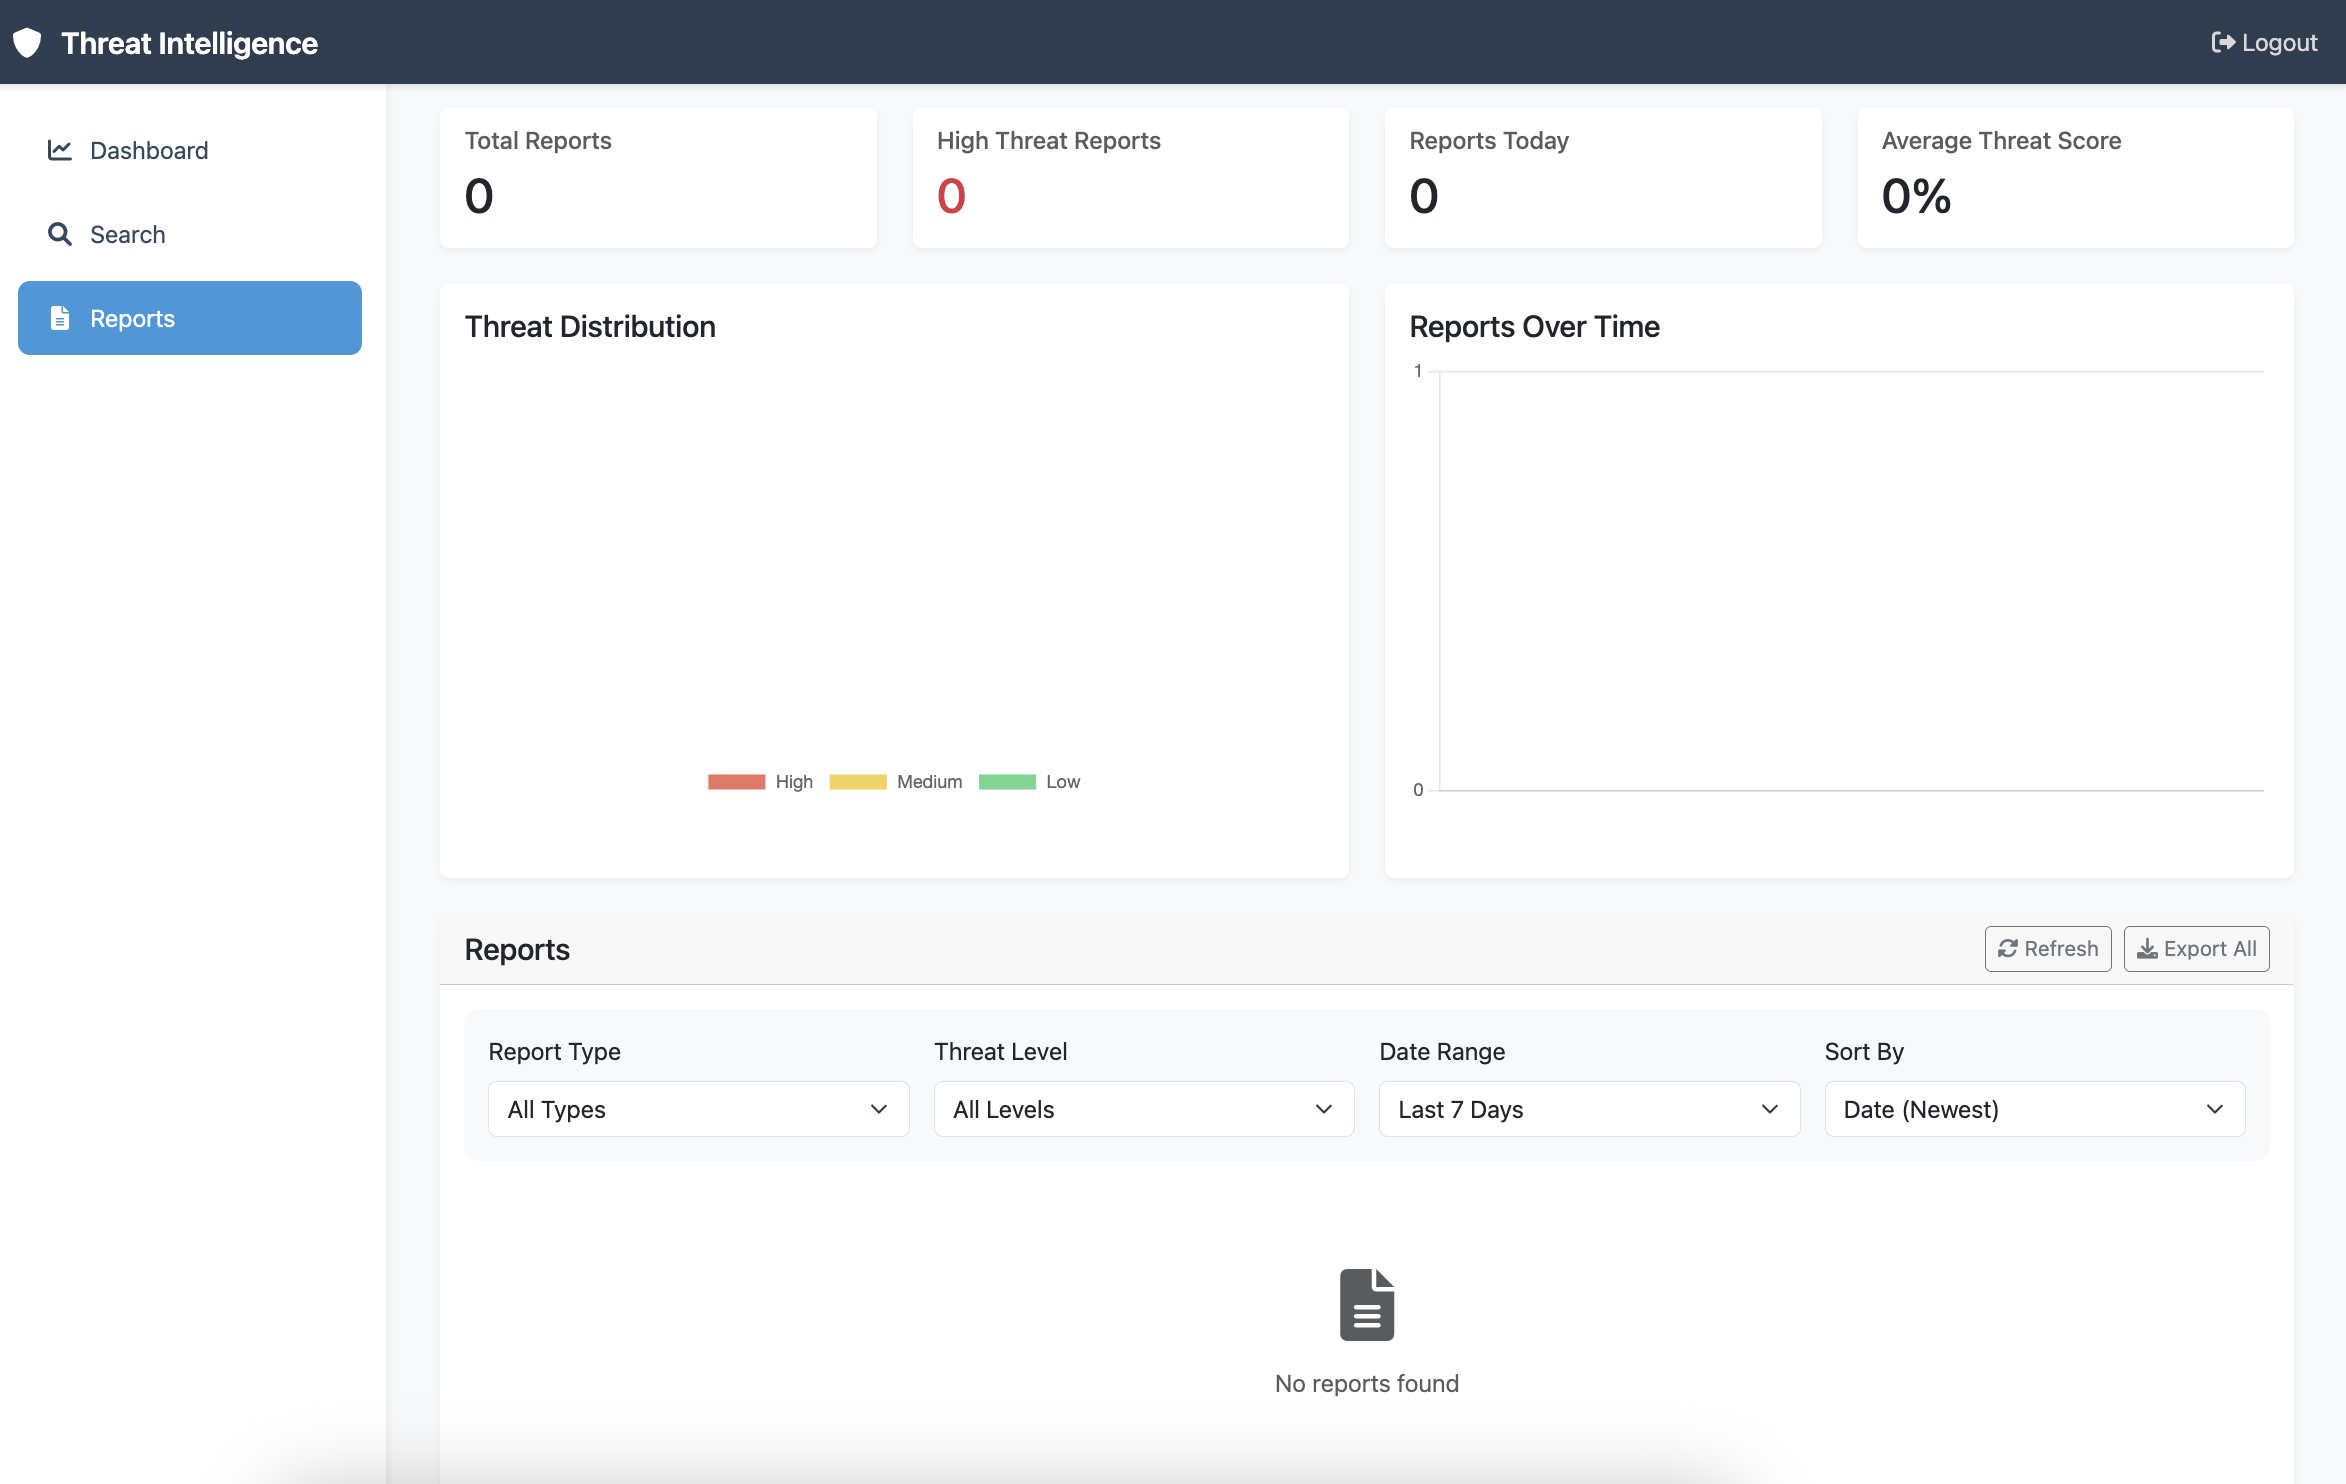 Threat Intelligence
Logout
Dashboard
Search
Reports
Total Reports
0
High Threat Reports
0
Reports Today
0
Average Threat Score
0%
Threat Distribution
High
Medium
Low
Reports Over Time
1
0
Reports
Refresh
Export All
Report Type
All Types
Threat Level
All Levels
Date Range
Last 7 Days
Sort By
Date (Newest)
No reports found